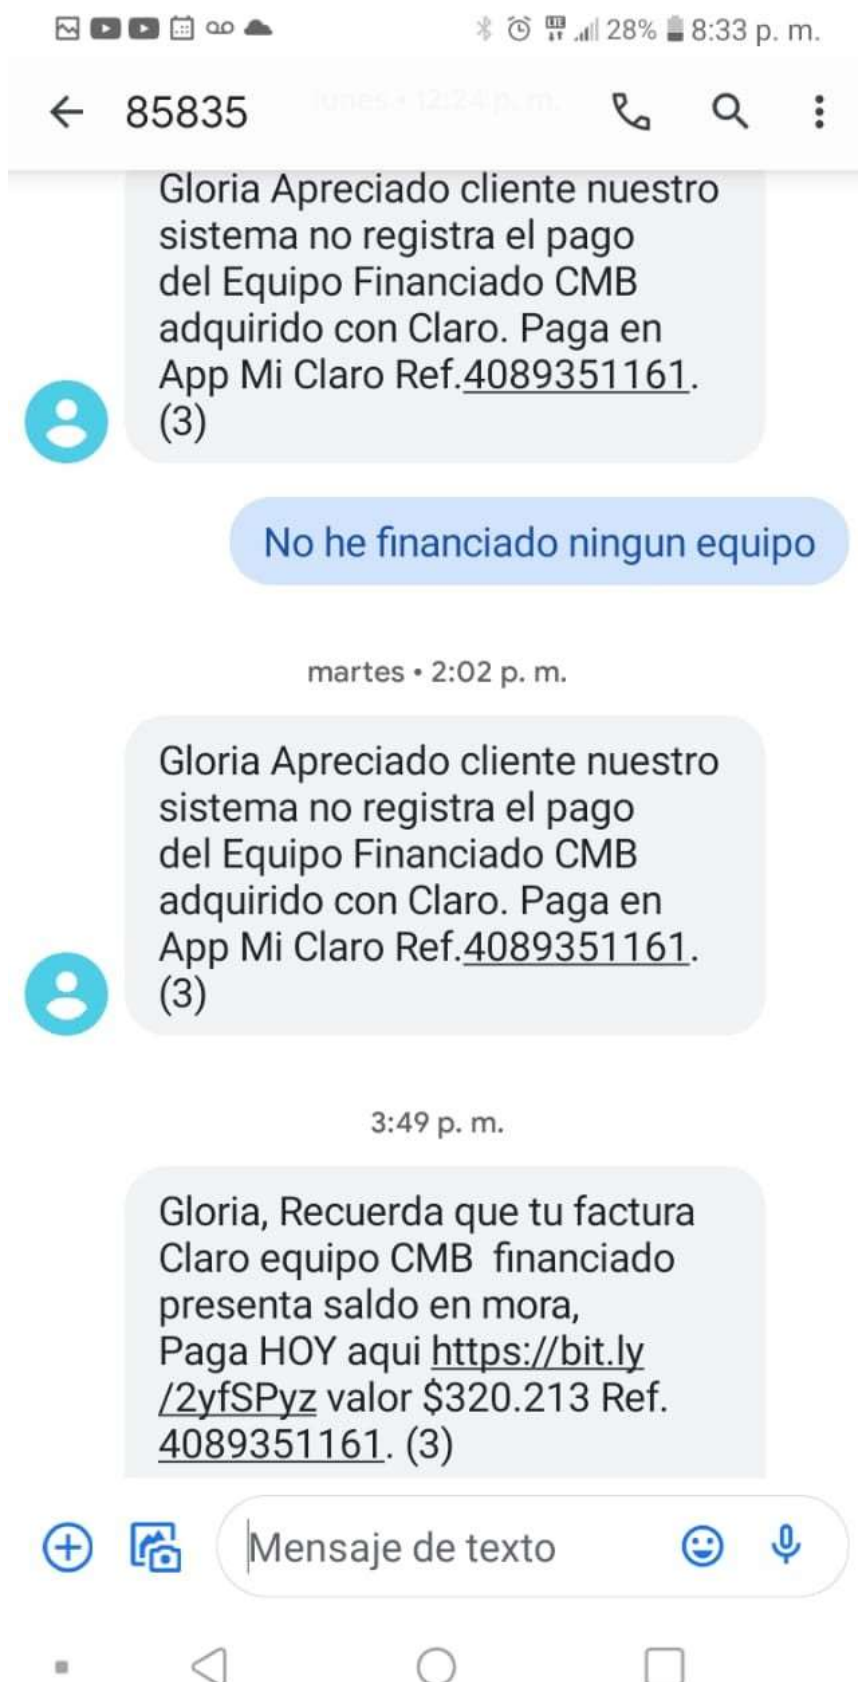 28% 8:33 p. m.
85835
lunes • 12:24 p. m.
Gloria Apreciado cliente nuestro
sistema no registra el pago
del Equipo Financiado CMB
adquirido con Claro. Paga en
App Mi Claro Ref.4089351161.
(3)
No he financiado ningun equipo
martes • 2:02 p. m.
Gloria Apreciado cliente nuestro
sistema no registra el pago
del Equipo Financiado CMB
adquirido con Claro. Paga en
App Mi Claro Ref.4089351161.
(3)
3:49 p. m.
Gloria, Recuerda que tu factura
Claro equipo CMB  financiado
presenta saldo en mora,
Paga HOY aqui https://bit.ly
/2yfSPyz valor $320.213 Ref.
4089351161. (3)
Mensaje de texto